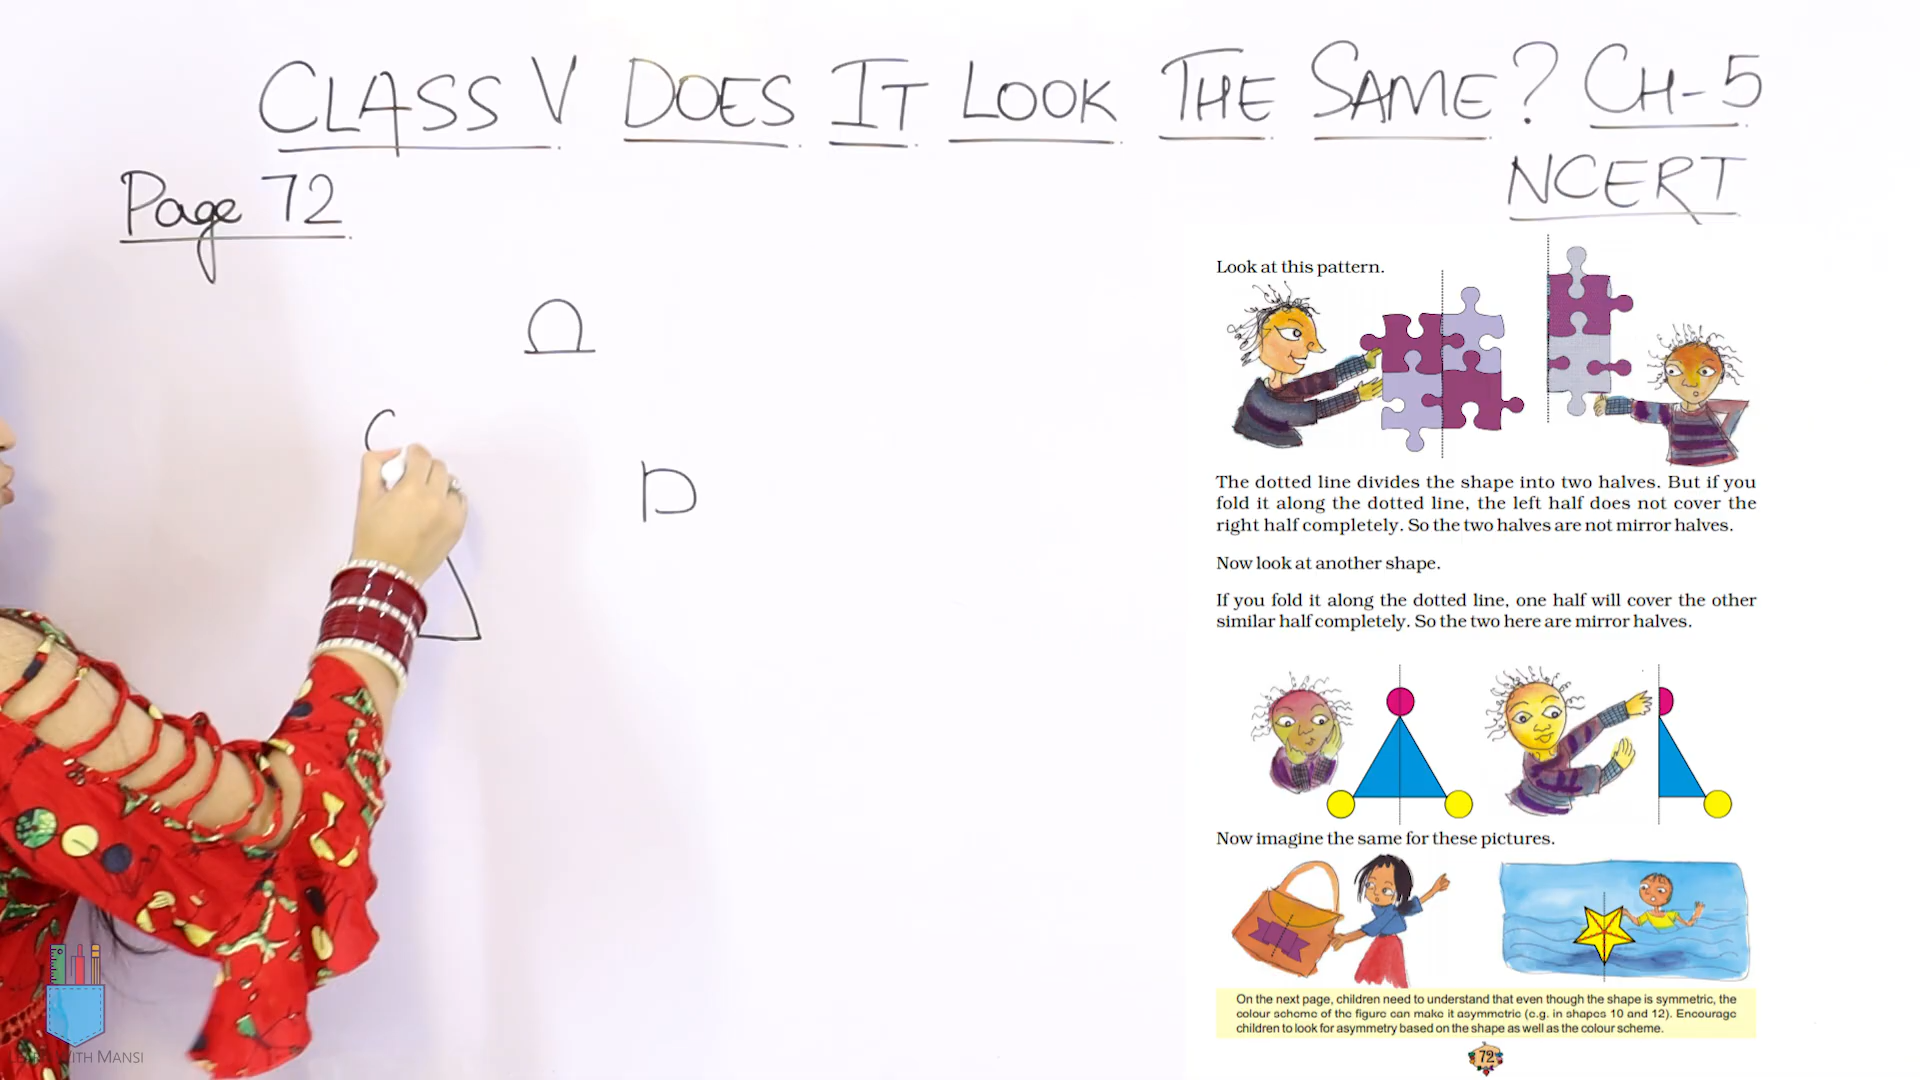 CLASS V DOES IT LOOK THE SAME? CH-5
NCERT
Page 72
Look at this pattern.
The dotted line divides the shape into two halves. But if you
fold it along the dotted line, the left half does not cover the
right half completely. So the two halves are not mirror halves.
Now look at another shape.
If you fold it along the dotted line, one half will cover the other
similar half completely. So the two here are mirror halves.
Now imagine the same for these pictures.
On the next page, children need to understand that even though the shape is symmetric, the
colour scheme of the figure can make it asymmetric (e.g. in shapes 10 and 12). Encourage
children to look for asymmetry based on the shape as well as the colour scheme.
72
WITH MANSI